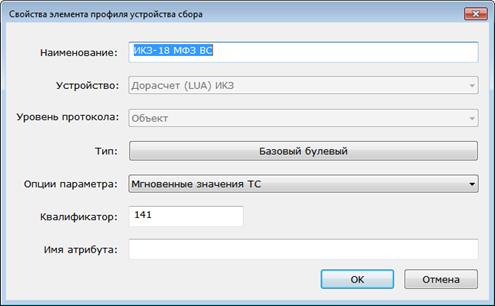 Свойства элемента профиля устройства сбора
Наименование: ИКЗ-18 МФЗ ВС
Устройство: Дорасчет (LUA) ИКЗ
Уровень протокола: Объект
Тип: Базовый булевый
Опции параметра: Мгновенные значения ТС
Квалификатор: 141
Имя атрибута:
ОК Отмена